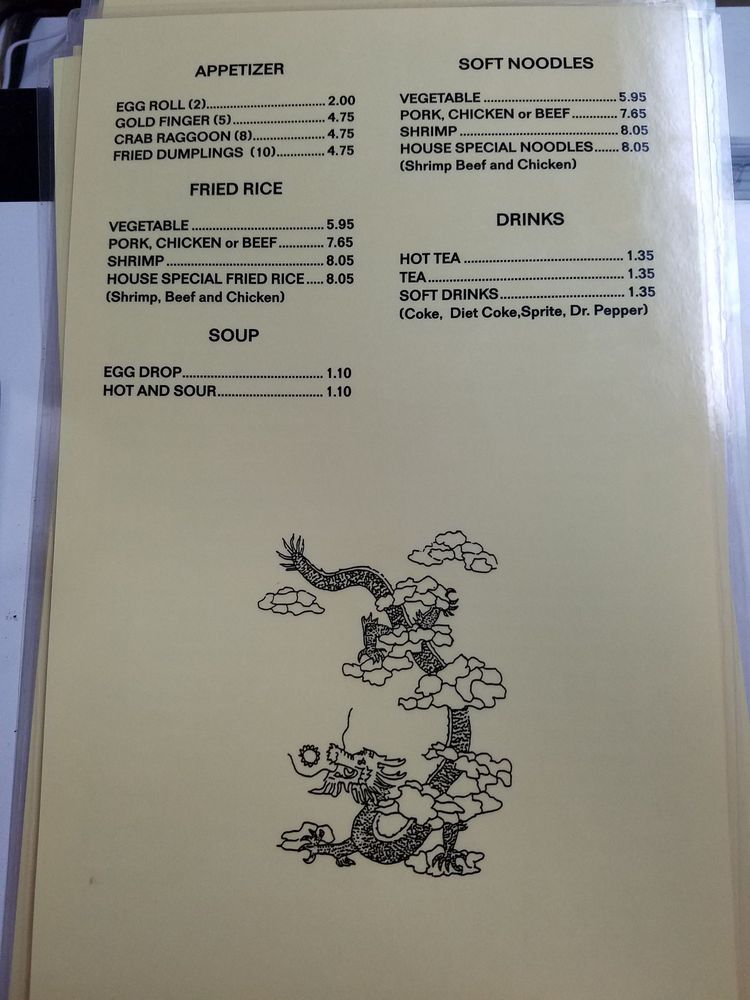 APPETIZER
EGG ROLL (2)................................ 2.00
GOLD FINGER (5)......................... 4.75
CRAB RAGGOON (8)................... 4.75
FRIED DUMPLINGS (10)............. 4.75
FRIED RICE
VEGETABLE .................................. 5.95
PORK, CHICKEN or BEEF............ 7.65
SHRIMP ......................................... 8.05
HOUSE SPECIAL FRIED RICE..... 8.05
(Shrimp, Beef and Chicken)
SOUP
EGG DROP..................................... 1.10
HOT AND SOUR............................ 1.10
SOFT NOODLES
VEGETABLE ................................... 5.95
PORK, CHICKEN or BEEF............ 7.65
SHRIMP .......................................... 8.05
HOUSE SPECIAL NOODLES....... 8.05
(Shrimp Beef and Chicken)
DRINKS
HOT TEA .......................................... 1.35
TEA................................................... 1.35
SOFT DRINKS................................. 1.35
(Coke, Diet Coke,Sprite, Dr. Pepper)